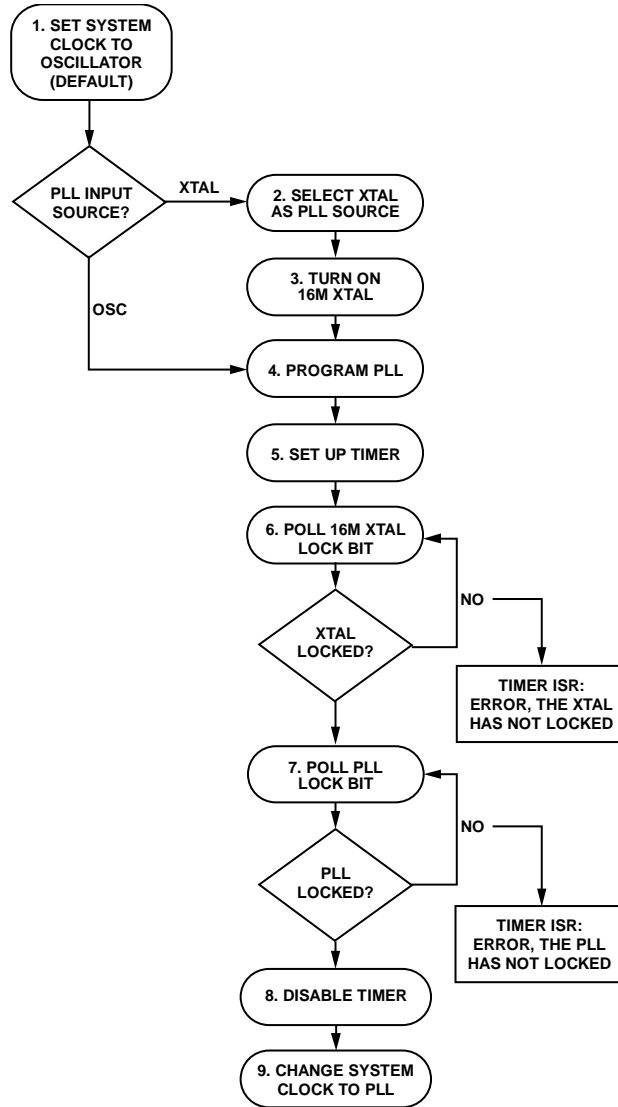 1. SET SYSTEM
CLOCK TO
OSCILLATOR
(DEFAULT)
PLL INPUT
SOURCE?
XTAL
2. SELECT XTAL
AS PLL SOURCE
3. TURN ON
16M XTAL
OSC
4. PROGRAM PLL
5. SET UP TIMER
6. POLL 16M XTAL
LOCK BIT
XTAL
LOCKED?
NO
TIMER ISR:
ERROR, THE XTAL
HAS NOT LOCKED
7. POLL PLL
LOCK BIT
PLL
LOCKED?
NO
TIMER ISR:
ERROR, THE PLL
HAS NOT LOCKED
8. DISABLE TIMER
9. CHANGE SYSTEM
CLOCK TO PLL